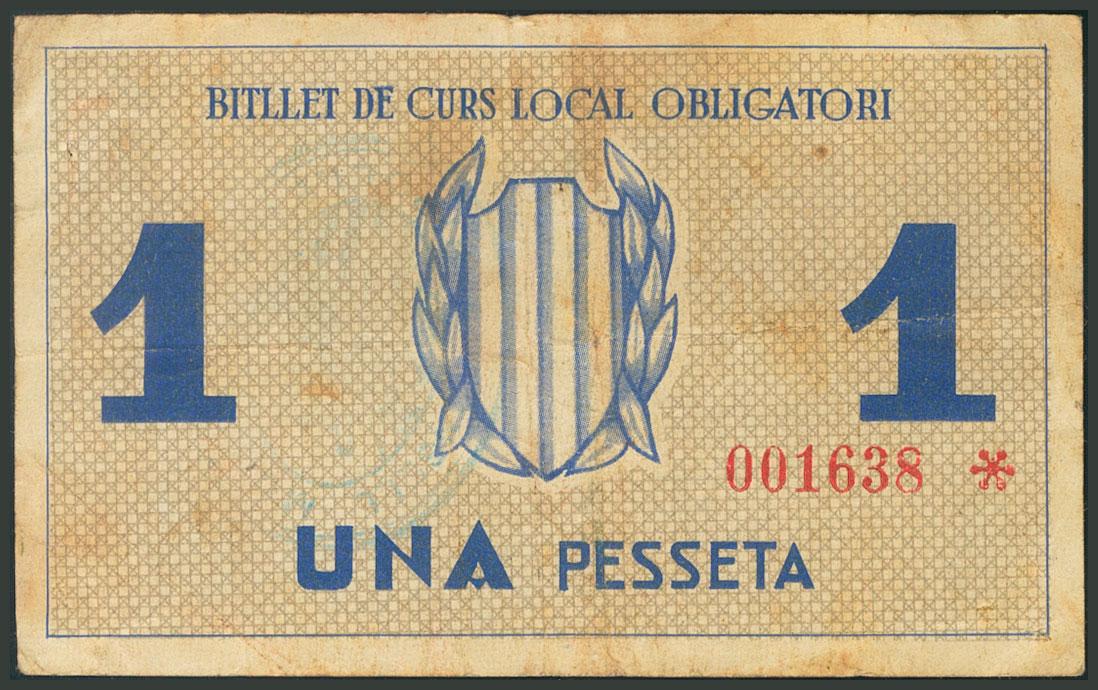 BITLLET DE CURS LOCAL OBLIGATORI
1 1
001638 *
UNA PESSETA